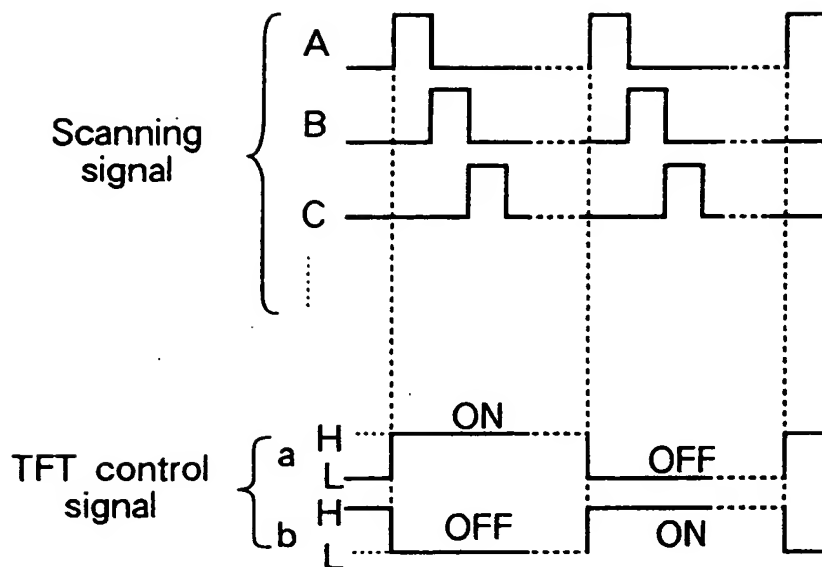 A
B
Scanning
signal
C
ON
H
a
L
OFF
TFT control
signal
H
b
L
OFF
ON